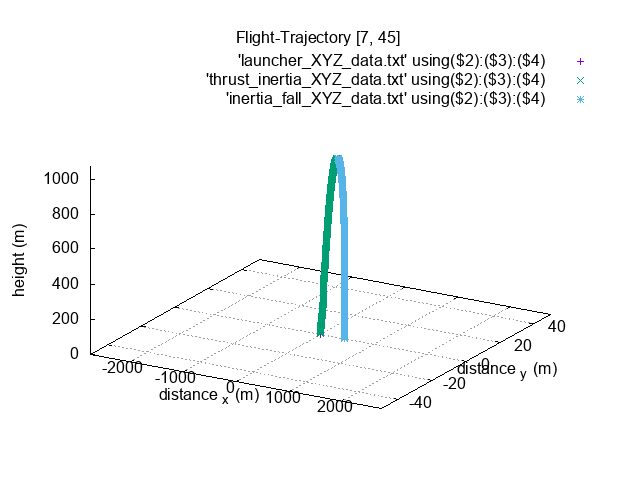 Flight-Trajectory [7, 45]
'launcher_XYZ_data.txt' using($2):($3):($4)
'thrust_inertia_XYZ_data.txt' using($2):($3):($4)
'inertia_fall_XYZ_data.txt' using($2):($3):($4)
1000
800
600
400
200
0
height (m)
-2000
-1000
0
1000
2000
distance x (m)
-40
-20
0
20
40
distance y (m)